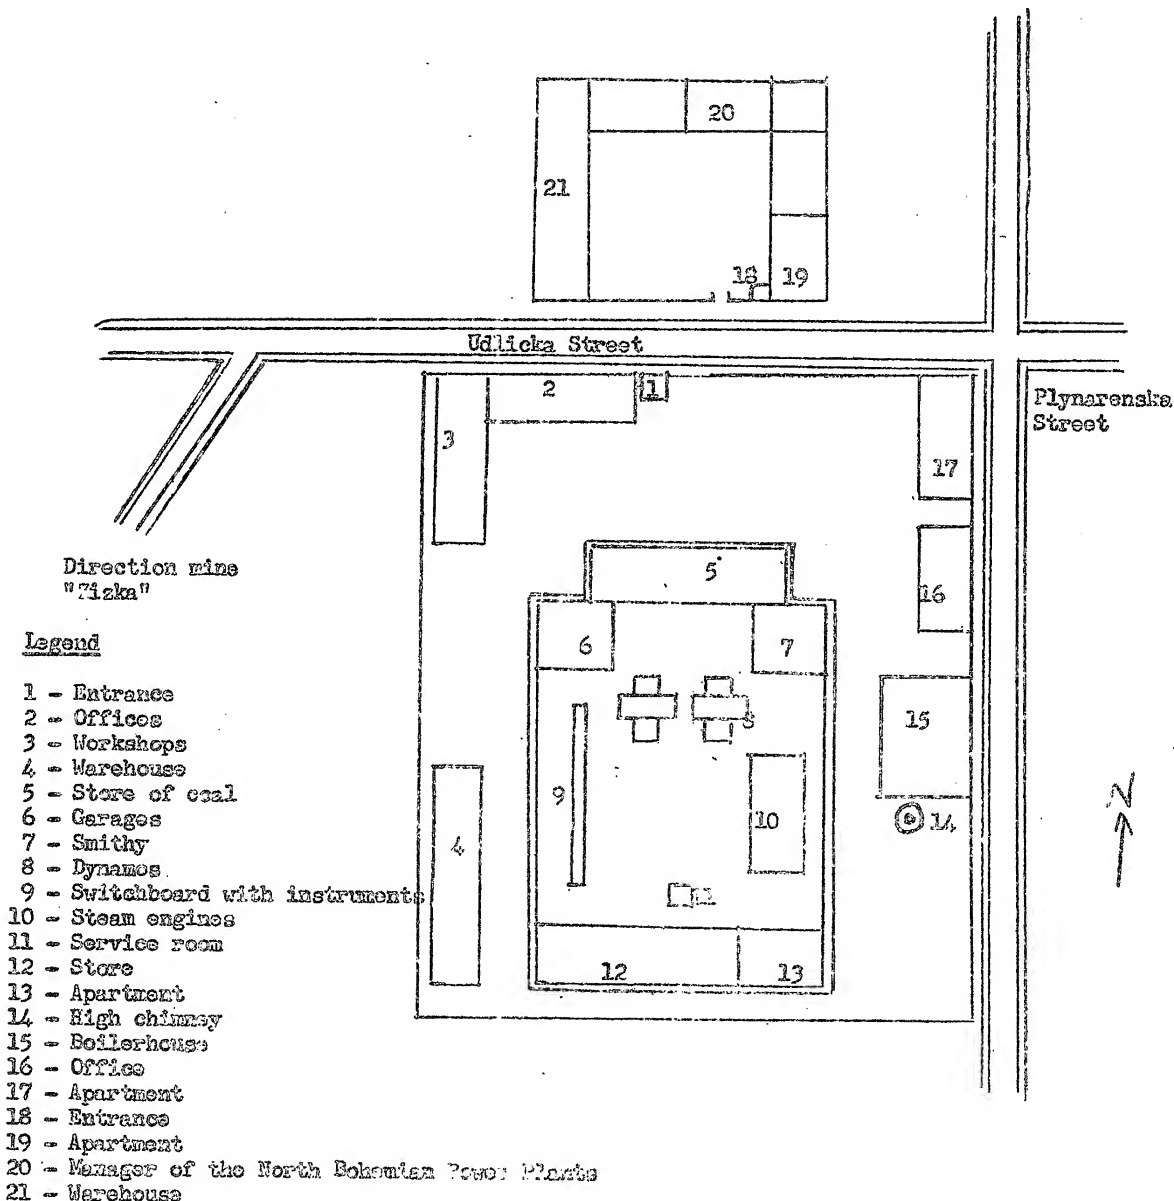 20
21
18
19
Udlicka Street
2
1
Plynarenska
Street
3
17
Direction mine
5
16
Legend
6
7
1 - Entrance
2 - Offices
3 - Workshops
4 - Warehouse
5 - Store of coal
6 - Garages
7 - Smithy
8 - Dynamos
9 - Switchboard with instruments
10 - Steam engines
11 - Service room
12 - Store
13 - Apartment
14 - High chimney
15 - Boilerhouse
16 - Office
17 - Apartment
18 - Entrance
19 - Apartment
20 - Manager of the North Bohemian Power Plants
21 - Warehouse
8
15
9
10
14
4
11
12
13